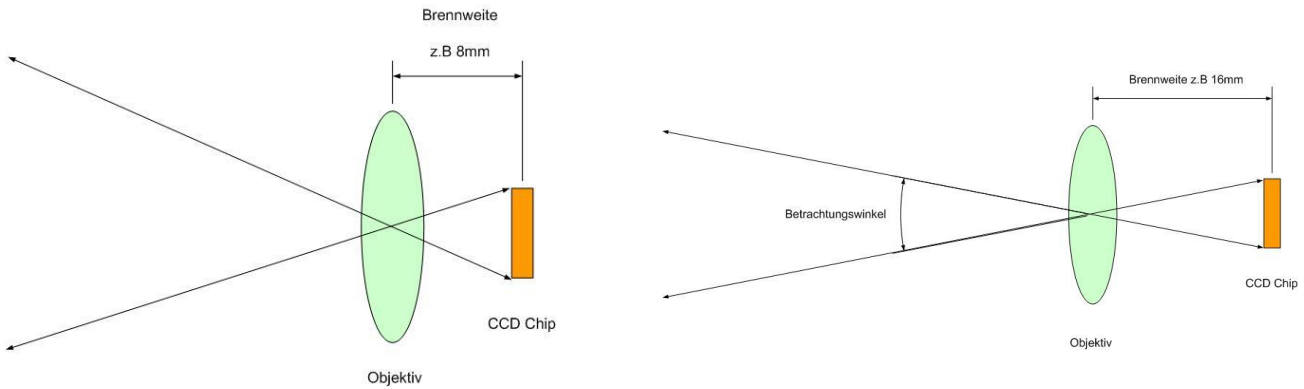 Brennweite
z.B 8mm
CCD Chip
Objektiv
Brennweite z.B 16mm
Betrachtungswinkel
CCD Chip
Objektiv